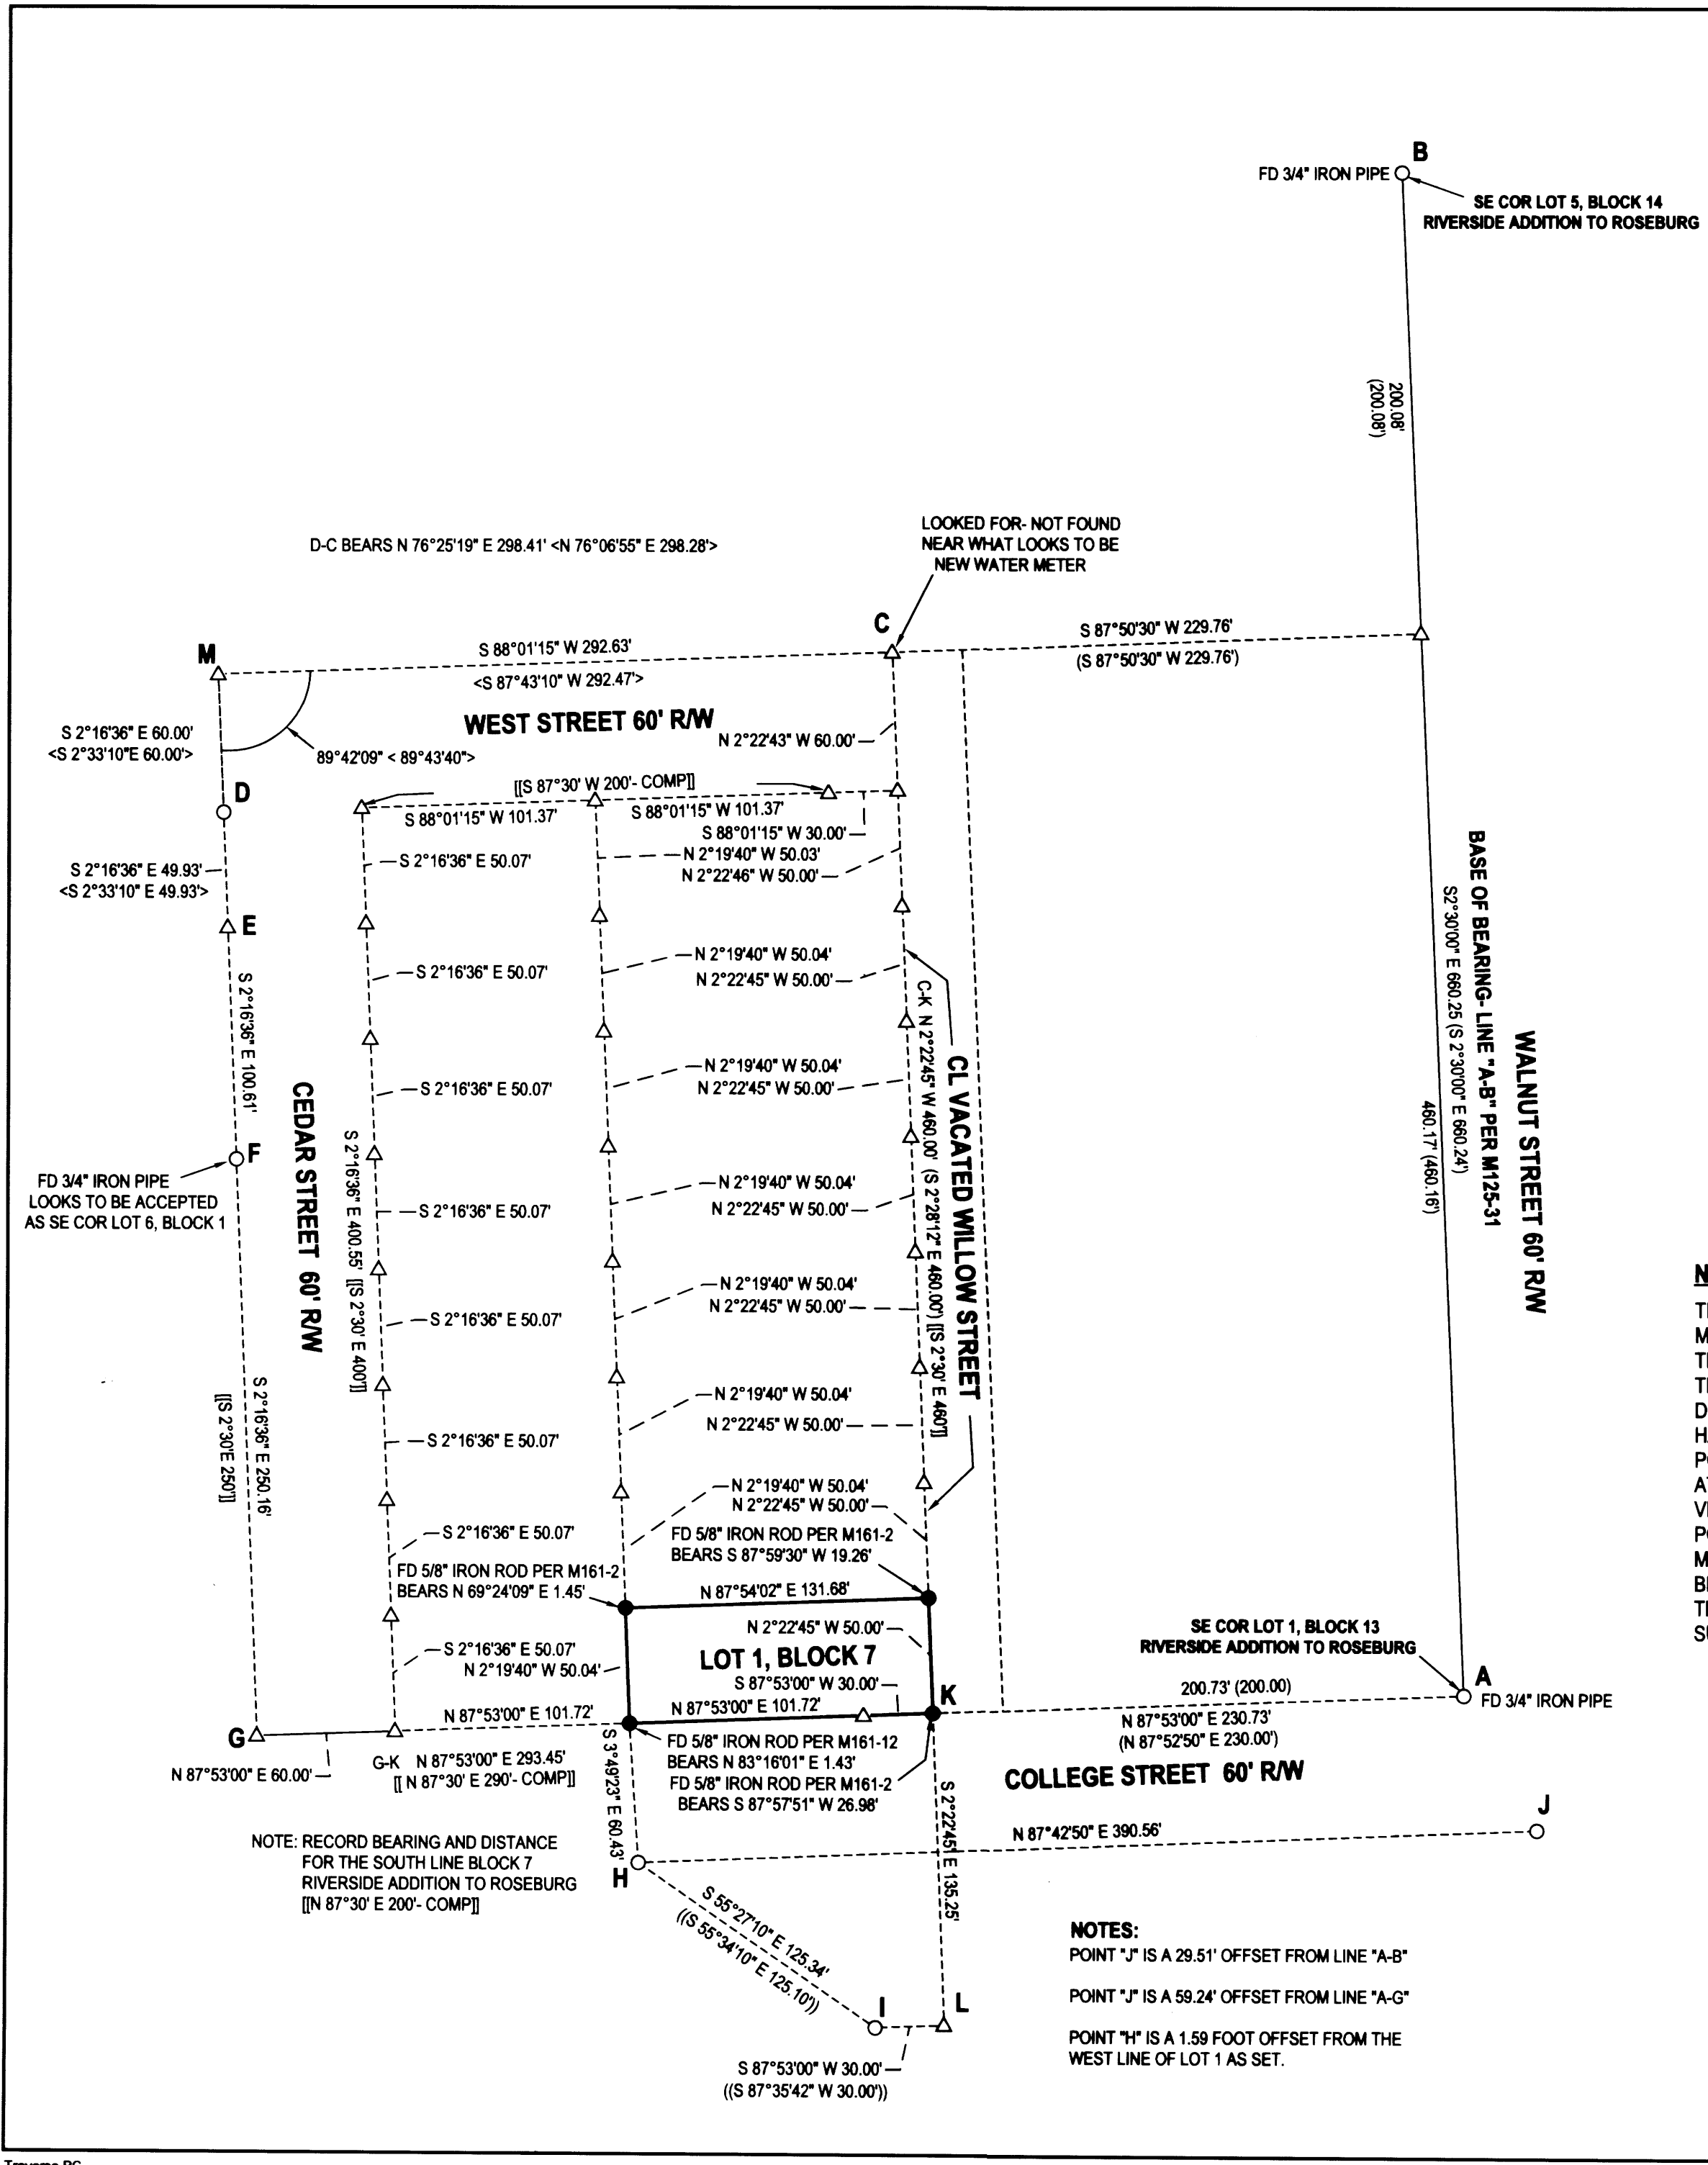 B
FD 3/4" IRON PIPE
SE COR LOT 5, BLOCK 14
RIVERSIDE ADDITION TO ROSEBURG
200.08'
(200.08')
LOOKED FOR- NOT FOUND
NEAR WHAT LOOKS TO BE
NEW WATER METER
D-C BEARS N 76°25'19" E 298.41' <N 76°06'55" E 298.28'>
C
M
S 88°01'15" W 292.63'
<S 87°43'10" W 292.47'>
S 87°50'30" W 229.76'
(S 87°50'30" W 229.76')
WEST STREET 60' R/W
S 2°16'36" E 60.00'
<S 2°33'10"E 60.00'>
89°42'09" < 89°43'40">
N 2°22'43" W 60.00'
D
[[S 87°30' W 200'- COMP]]
S 88°01'15" W 101.37'
S 88°01'15" W 101.37'
S 88°01'15" W 30.00'
S 2°16'36" E 49.93'
<S 2°33'10" E 49.93'>
S 2°16'36" E 50.07'
N 2°19'40" W 50.03'
N 2°22'46" W 50.00'
E
S 2°16'36" E 50.07'
N 2°19'40" W 50.04'
N 2°22'45" W 50.00'
S 2°16'36" E 100.61'
S 2°16'36" E 50.07'
N 2°19'40" W 50.04'
N 2°22'45" W 50.00'
F
FD 3/4" IRON PIPE
LOOKS TO BE ACCEPTED
AS SE COR LOT 6, BLOCK 1
S 2°16'36" E 50.07'
N 2°19'40" W 50.04'
N 2°22'45" W 50.00'
CEDAR STREET 60' R/W
S 2°16'36" E 400.55' [[S 2°30' E 400']]
S 2°16'36" E 50.07'
N 2°19'40" W 50.04'
N 2°22'45" W 50.00'
C-K N 2°22'45" W 460.00' (S 2°28'12" E 460.00') [[S 2°30' E 460']]
CL VACATED WILLOW STREET
BASE OF BEARING- LINE "A-B" PER M125-31
S2°30'00" E 660.25 (S 2°30'00" E 660.24')
460.17' (460.16')
WALNUT STREET 60' R/W
S 2°16'36" E 250.16'
[[S 2°30'E 250']]
S 2°16'36" E 50.07'
N 2°19'40" W 50.04'
N 2°22'45" W 50.00'
S 2°16'36" E 50.07'
N 2°19'40" W 50.04'
N 2°22'45" W 50.00'
FD 5/8" IRON ROD PER M161-2
BEARS S 87°59'30" W 19.26'
FD 5/8" IRON ROD PER M161-2
BEARS N 69°24'09" E 1.45'
N 87°54'02" E 131.68'
N 2°22'45" W 50.00'
S 2°16'36" E 50.07'
N 2°19'40" W 50.04'
LOT 1, BLOCK 7
S 87°53'00" W 30.00'
SE COR LOT 1, BLOCK 13
RIVERSIDE ADDITION TO ROSEBURG
A
FD 3/4" IRON PIPE
K
200.73' (200.00)
N 87°53'00" E 230.73'
(N 87°52'50" E 230.00')
N 87°53'00" E 101.72'
N 87°53'00" E 101.72'
G
N 87°53'00" E 60.00'
G-K N 87°53'00" E 293.45'
[[ N 87°30' E 290'- COMP]]
FD 5/8" IRON ROD PER M161-12
BEARS N 83°16'01" E 1.43'
FD 5/8" IRON ROD PER M161-2
BEARS S 87°57'51" W 26.98'
COLLEGE STREET 60' R/W
S 3°49'23" E 60.43'
S 2°22'45" E 135.25'
J
N 87°42'50" E 390.56'
H
NOTE: RECORD BEARING AND DISTANCE
FOR THE SOUTH LINE BLOCK 7
RIVERSIDE ADDITION TO ROSEBURG
[[N 87°30' E 200'- COMP]]
S 55°27'10" E 125.34'
((S 55°34'10" E 125.10'))
I
L
S 87°53'00" W 30.00'
((S 87°35'42" W 30.00'))
NOTES:
POINT "J" IS A 29.51' OFFSET FROM LINE "A-B"
POINT "J" IS A 59.24' OFFSET FROM LINE "A-G"
POINT "H" IS A 1.59 FOOT OFFSET FROM THE
WEST LINE OF LOT 1 AS SET.